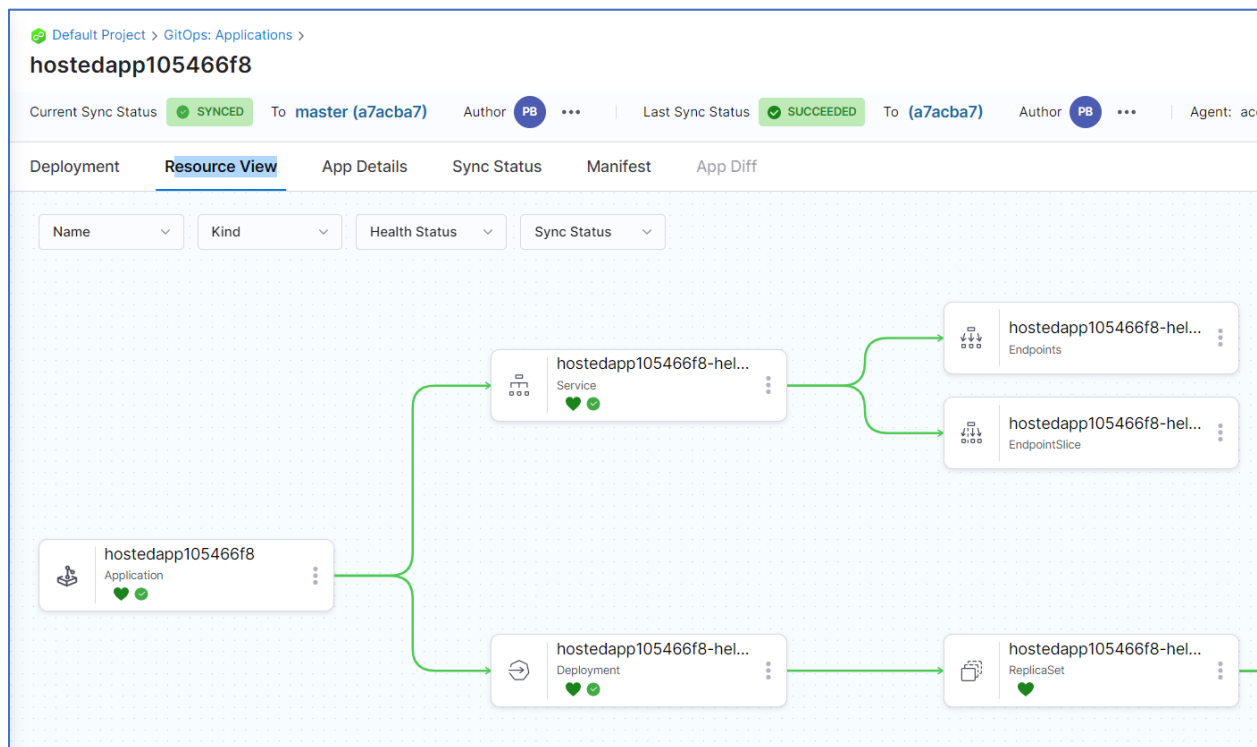 Default Project > GitOps: Applications >
hostedapp105466f8
Current Sync Status SYNCED To master (a7acba7) Author PB ••• Last Sync Status SUCCEEDED To (a7acba7) Author PB ••• Agent: acc
Deployment Resource View App Details Sync Status Manifest App Diff
Name Kind Health Status Sync Status
hostedapp105466f8-hel...
Endpoints
hostedapp105466f8-hel...
Service
hostedapp105466f8-hel...
EndpointSlice
hostedapp105466f8
Application
hostedapp105466f8-hel...
Deployment
hostedapp105466f8-hel...
ReplicaSet